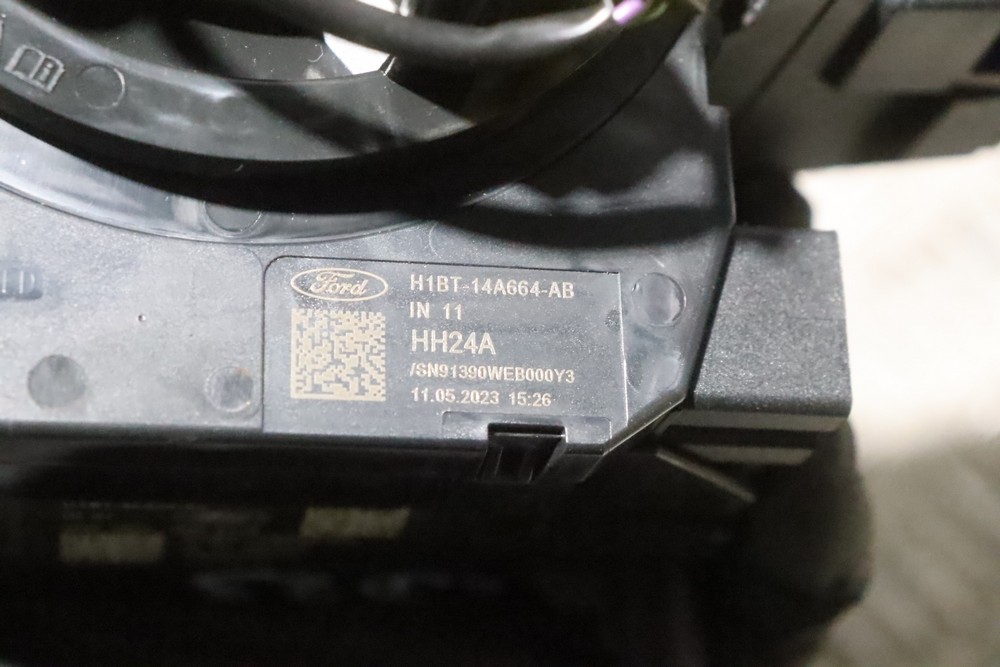 Ford
H1BT-14A664-AB
IN 11
HH24A
/SN91390WEB000Y3
11.05.2023 15:26